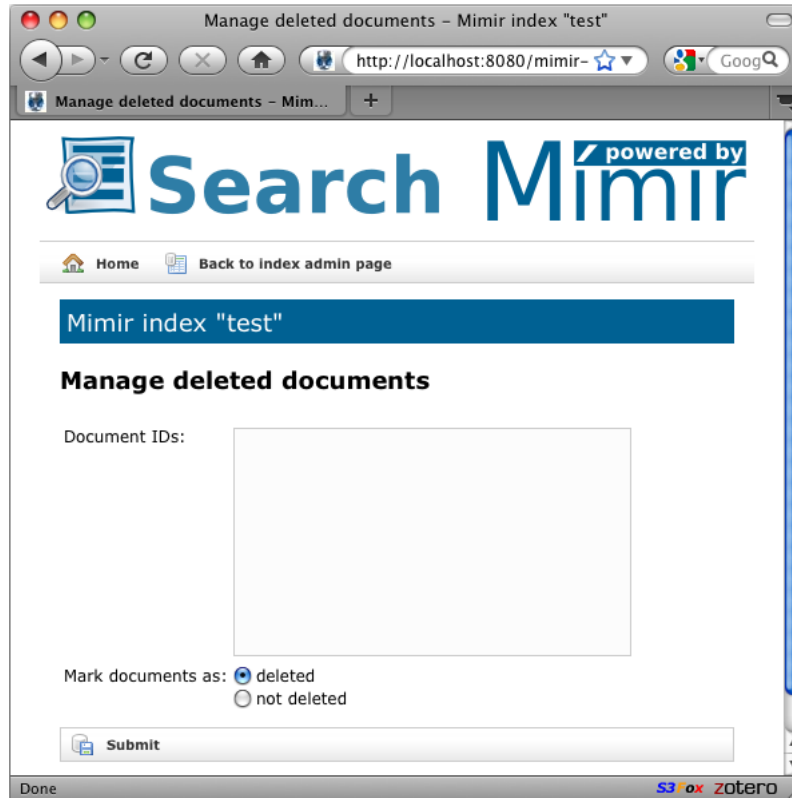 Manage deleted documents – Mimir index "test"
http://localhost:8080/mimir-
Goog
Manage deleted documents – Mim...
+
Search
powered by
Mímir
Home
Back to index admin page
Mimir index "test"
Manage deleted documents
Document IDs:
Mark documents as:
deleted
not deleted
Submit
Done
S3Fox
zotero